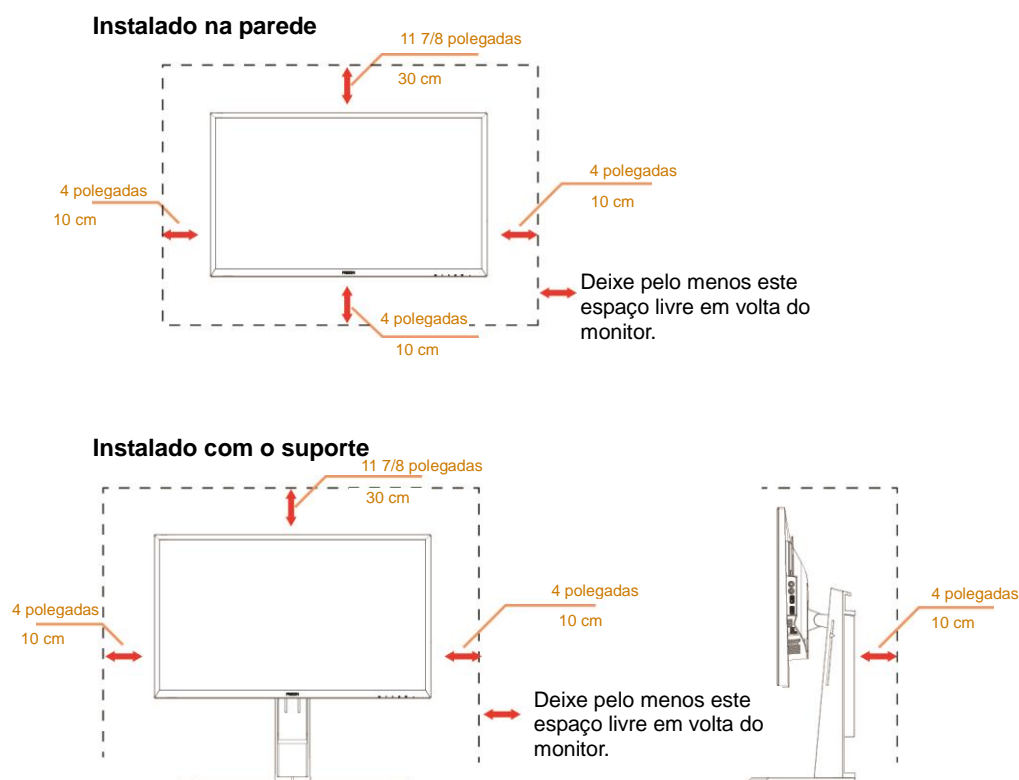 Instalado na parede
11 7/8 polegadas
30 cm
4 polegadas
10 cm
4 polegadas
10 cm
Deixe pelo menos este
espaço livre em volta do
monitor.
4 polegadas
10 cm
Instalado com o suporte
11 7/8 polegadas
30 cm
4 polegadas
10 cm
4 polegadas
10 cm
4 polegadas
10 cm
Deixe pelo menos este
espaço livre em volta do
monitor.